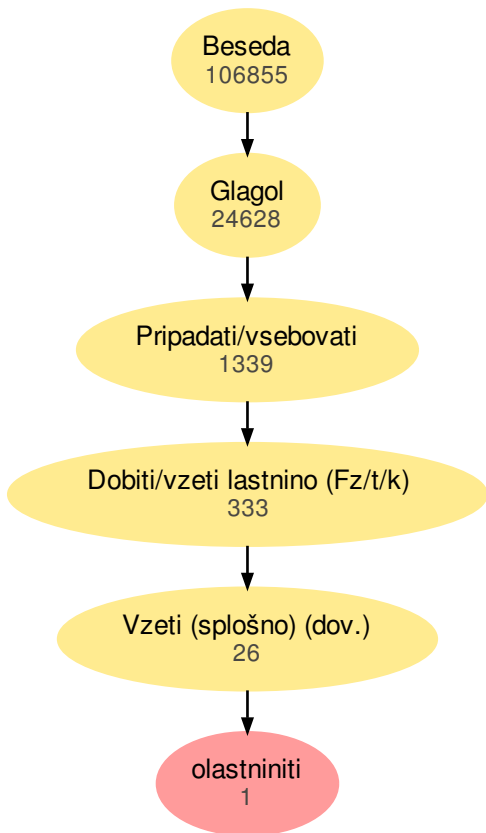 Beseda
106855
Glagol
24628
Pripadati/vsebovati
1339
Dobiti/vzeti lastnino (Fz/t/k)
333
Vzeti (splošno) (dov.)
26
olastniniti
1